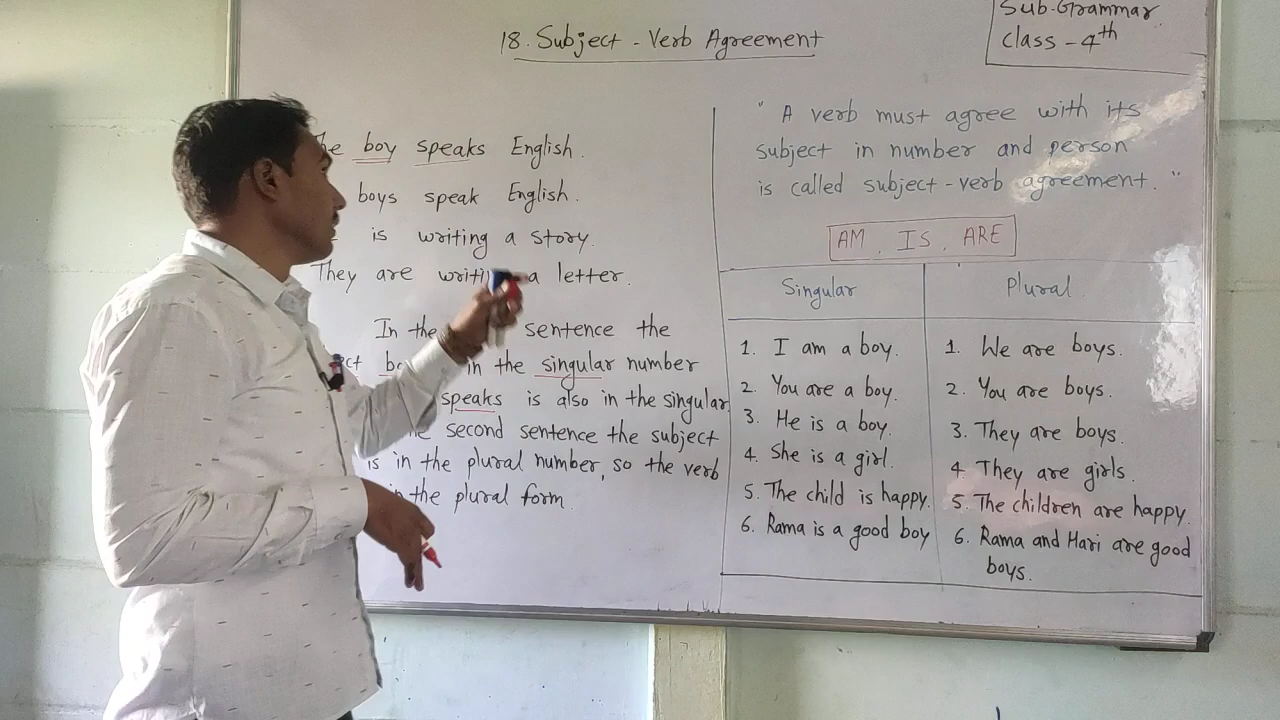 Sub-Grammar
Class - 4th
18. Subject - Verb Agreement
boy speaks English.
boys speak English.
is writing a story.
They are a letter.
In the sentence the
in the singular number
speaks is also in the singular
second sentence the subject
is in the plural number, so the verb
the plural form.
" A verb must agree with its
subject in number and person
is called subject-verb agreement. "
AM , IS , ARE
Singular
1. I am a boy.
2. You are a boy.
3. He is a boy.
4. She is a girl.
5. The child is happy.
6. Rama is a good boy
Plural
1. We are boys.
2. You are boys.
3. They are boys.
4. They are girls.
5. The children are happy.
6. Rama and Hari are good
boys.